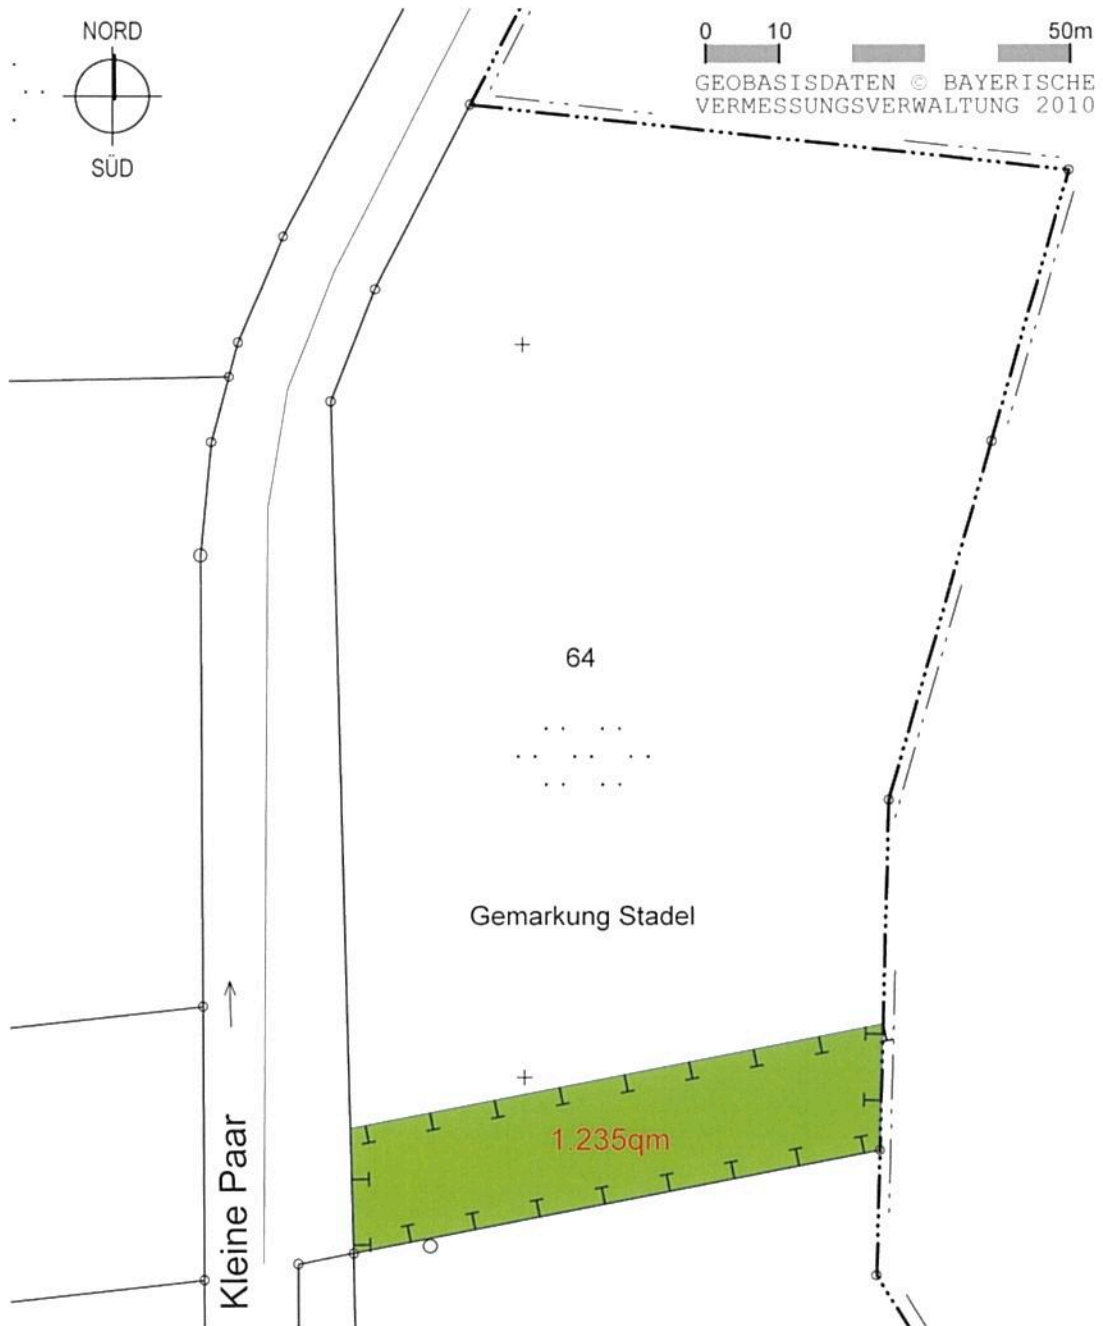 NORD
SÜD
0 10 50m
GEOBASISDATEN © BAYERISCHE
VERMESSUNGSVERWALTUNG 2010
64
Gemarkung Stadel
1.235qm
Kleine Paar